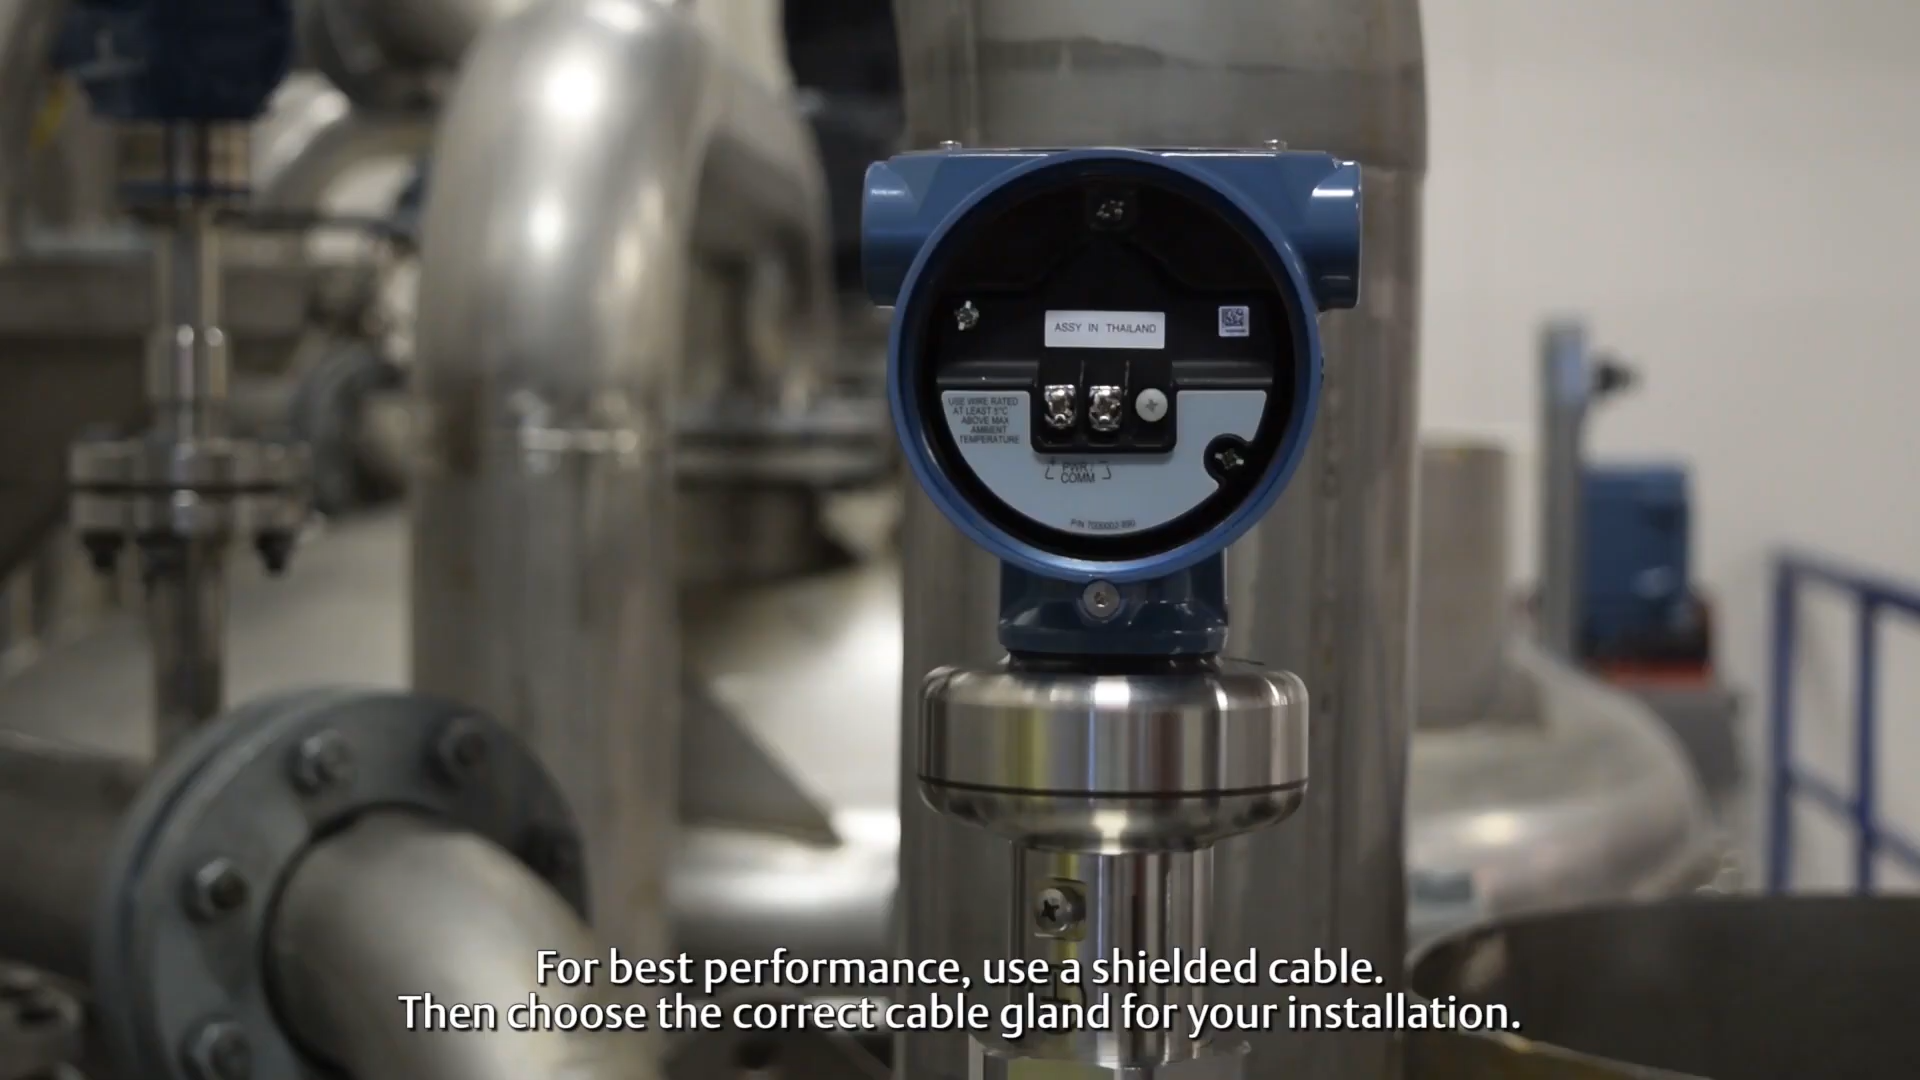 ASSY IN THAILAND
USE WIRE RATED
AT LEAST 5°C
ABOVE MAX
AMBIENT
TEMPERATURE
PWR/
COMM
For best performance, use a shielded cable.
Then choose the correct cable gland for your installation.